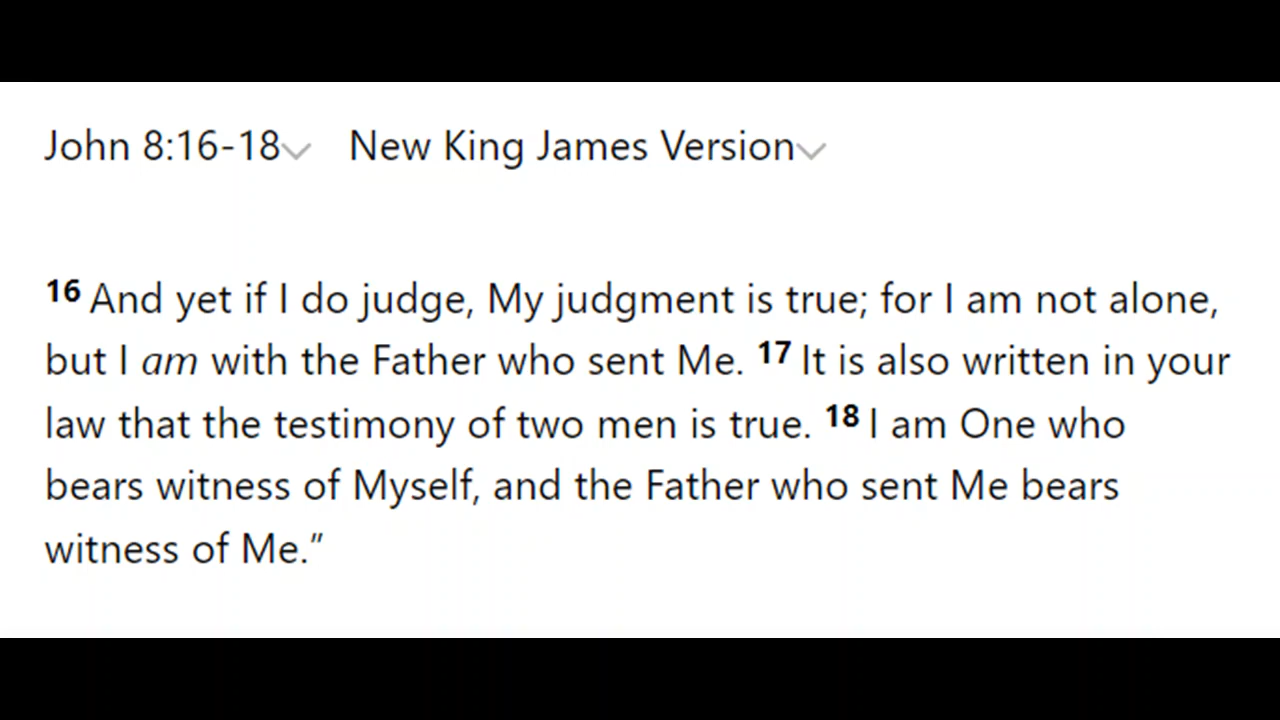 John 8:16-18 New King James Version
16 And yet if I do judge, My judgment is true; for I am not alone,
but I am with the Father who sent Me. 17 It is also written in your
law that the testimony of two men is true. 18 I am One who
bears witness of Myself, and the Father who sent Me bears
witness of Me.”